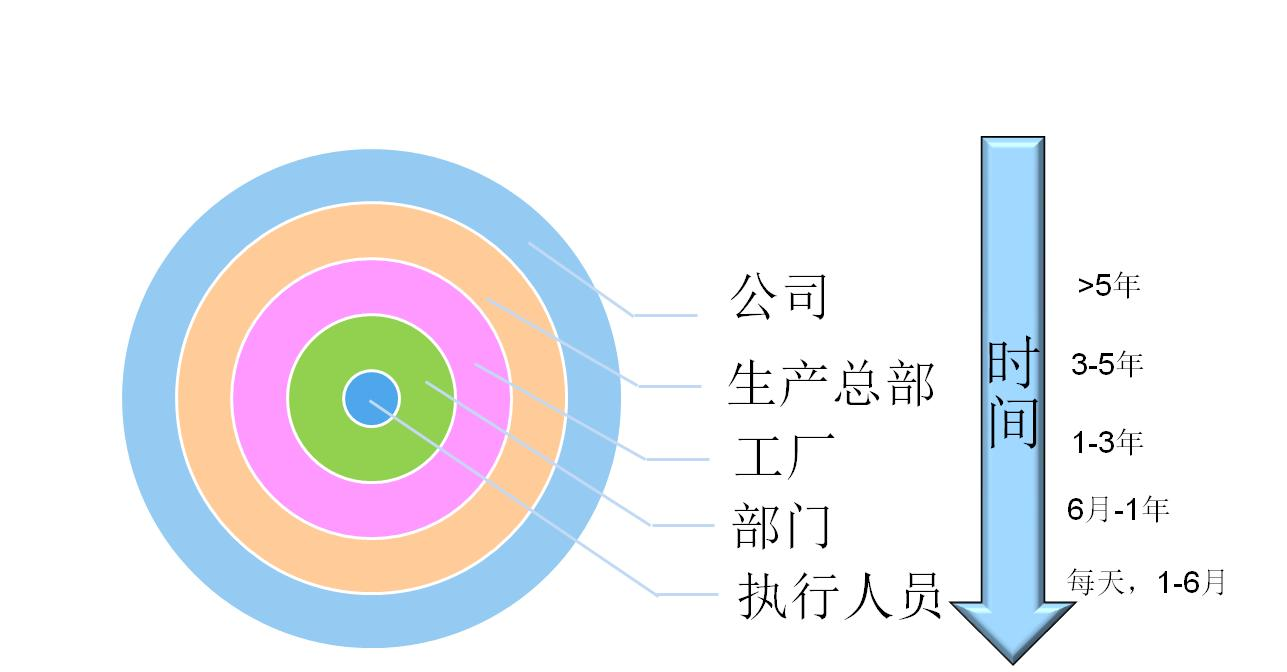 公司
生产总部
工厂
部门
执行人员
时
间
>5年
3-5年
1-3年
6月-1年
每天，1-6月